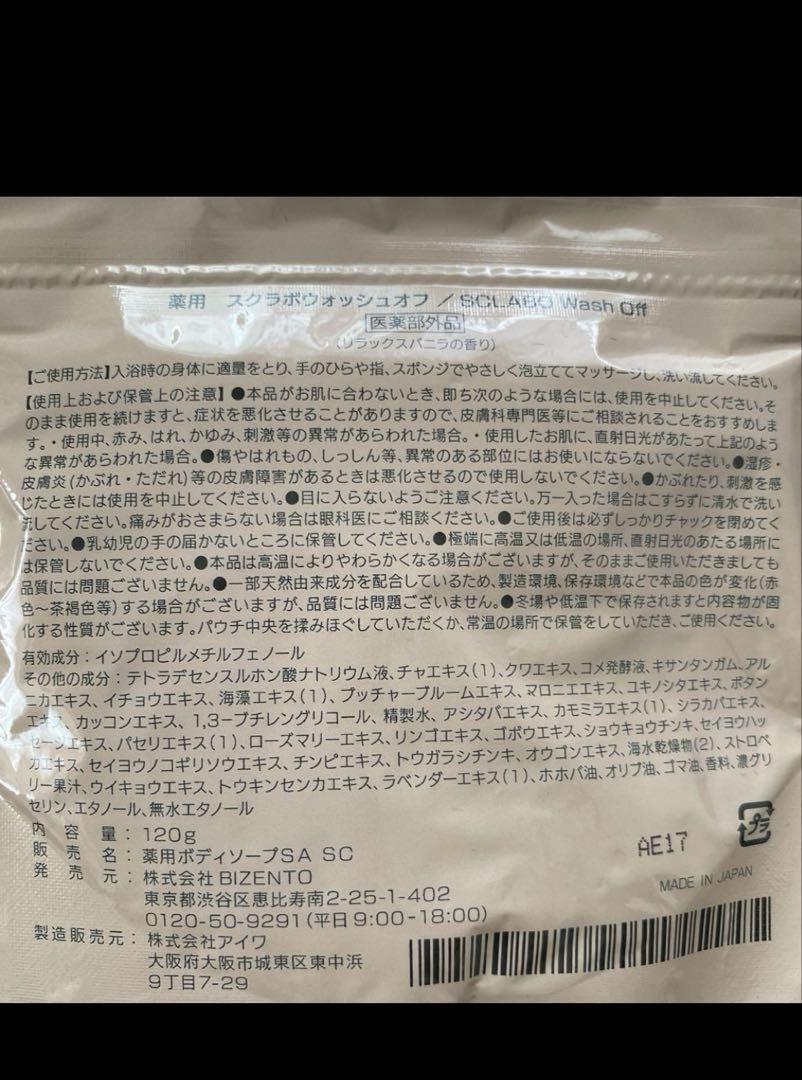 薬用 スクラボウォッシュオフ / SCLABO Wash Off
医薬部外品
(リラックスバニラの香り)
【ご使用方法】入浴時の身体に適量をとり、手のひらや指、スポンジでやさしく泡立ててマッサージし、洗い流してください。
【使用上および保管上の注意】●本品がお肌に合わないとき、即ち次のような場合には、使用を中止してください。そ
のまま使用を続けますと、症状を悪化させることがありますので、皮膚科専門医等にご相談されることをおすすめしま
す。・使用中、赤み、はれ、かゆみ、刺激等の異常があらわれた場合。・使用したお肌に、直射日光があたって上記のよう
な異常があらわれた場合。●傷やはれもの、しっしん等、異常のある部位にはお使いにならないでください。●湿疹・
皮膚炎(かぶれ・ただれ)等の皮膚障害があるときは悪化させるので使用しないでください。●かぶれたり、刺激を感
じたときには使用を中止してください。●目に入らないようご注意ください。万一入った場合はこすらずに清水で洗い
流してください。痛みがおさまらない場合は眼科医にご相談ください。●ご使用後は必ずしっかりチャックを閉めてく
ださい。●乳幼児の手の届かないところに保管してください。●極端に高温又は低温の場所、直射日光のあたる場所に
は保管しないでください。●本品は高温によりやわらかくなる場合がございますが、そのままご使用いただきましても
品質には問題ございません。●一部天然由来成分を配合しているため、製造環境、保存環境などで本品の色が変化(赤
色〜茶褐色等)する場合がございますが、品質には問題ございません。●冬場や低温下で保存されますと内容物が固
化する性質がございます。パウチ中央を揉みほぐしていただくか、常温の場所で保管をしていただき、ご使用ください。
有効成分：イソプロピルメチルフェノール
その他の成分：テトラデセンスルホン酸ナトリウム液、チャエキス(1)、クワエキス、コメ発酵液、キサンタンガム、アル
ニカエキス、イチョウエキス、海藻エキス(1)、ブッチャーブルームエキス、マロニエエキス、ユキノシタエキス、ボタン
エキス、カッコンエキス、1,3-ブチレングリコール、精製水、アシタバエキス、カモミラエキス(1)、シラカバエキス、
セージエキス、パセリエキス(1)、ローズマリーエキス、リンゴエキス、ゴボウエキス、ショウキョウチンキ、セイヨウハッ
カエキス、セイヨウノコギリソウエキス、チンピエキス、トウガラシチンキ、オウゴンエキス、海水乾燥物(2)、ストロベ
リー果汁、ウイキョウエキス、トウキンセンカエキス、ラベンダーエキス(1)、ホホバ油、オリブ油、ゴマ油、香料、濃グリ
セリン、エタノール、無水エタノール
内容量：120g
販売名：薬用ボディソープSA SC
発売元：株式会社BIZENTO
東京都渋谷区恵比寿南2-25-1-402
0120-50-9291(平日9:00-18:00)
製造販売元：株式会社アイワ
大阪府大阪市城東区東中浜
9丁目7-29
AE17
プラ
MADE IN JAPAN